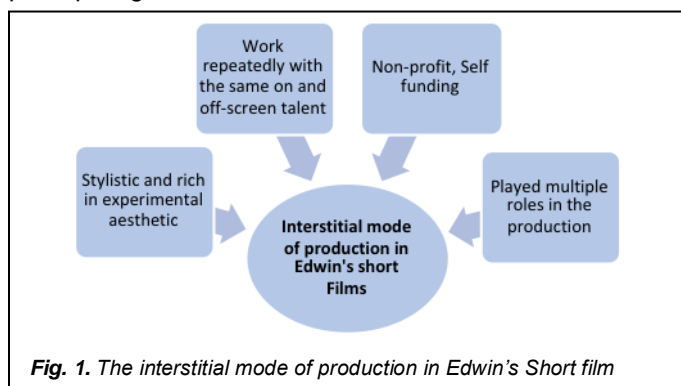 Work
repeatedly with
the same on and
off-screen talent
Non-profit, Self
funding
Stylistic and rich
in experimental
aesthetic
Played multiple
roles in the
production
Interstitial mode
of production in
Edwin's short
Films
Fig. 1. The interstitial mode of production in Edwin’s Short film